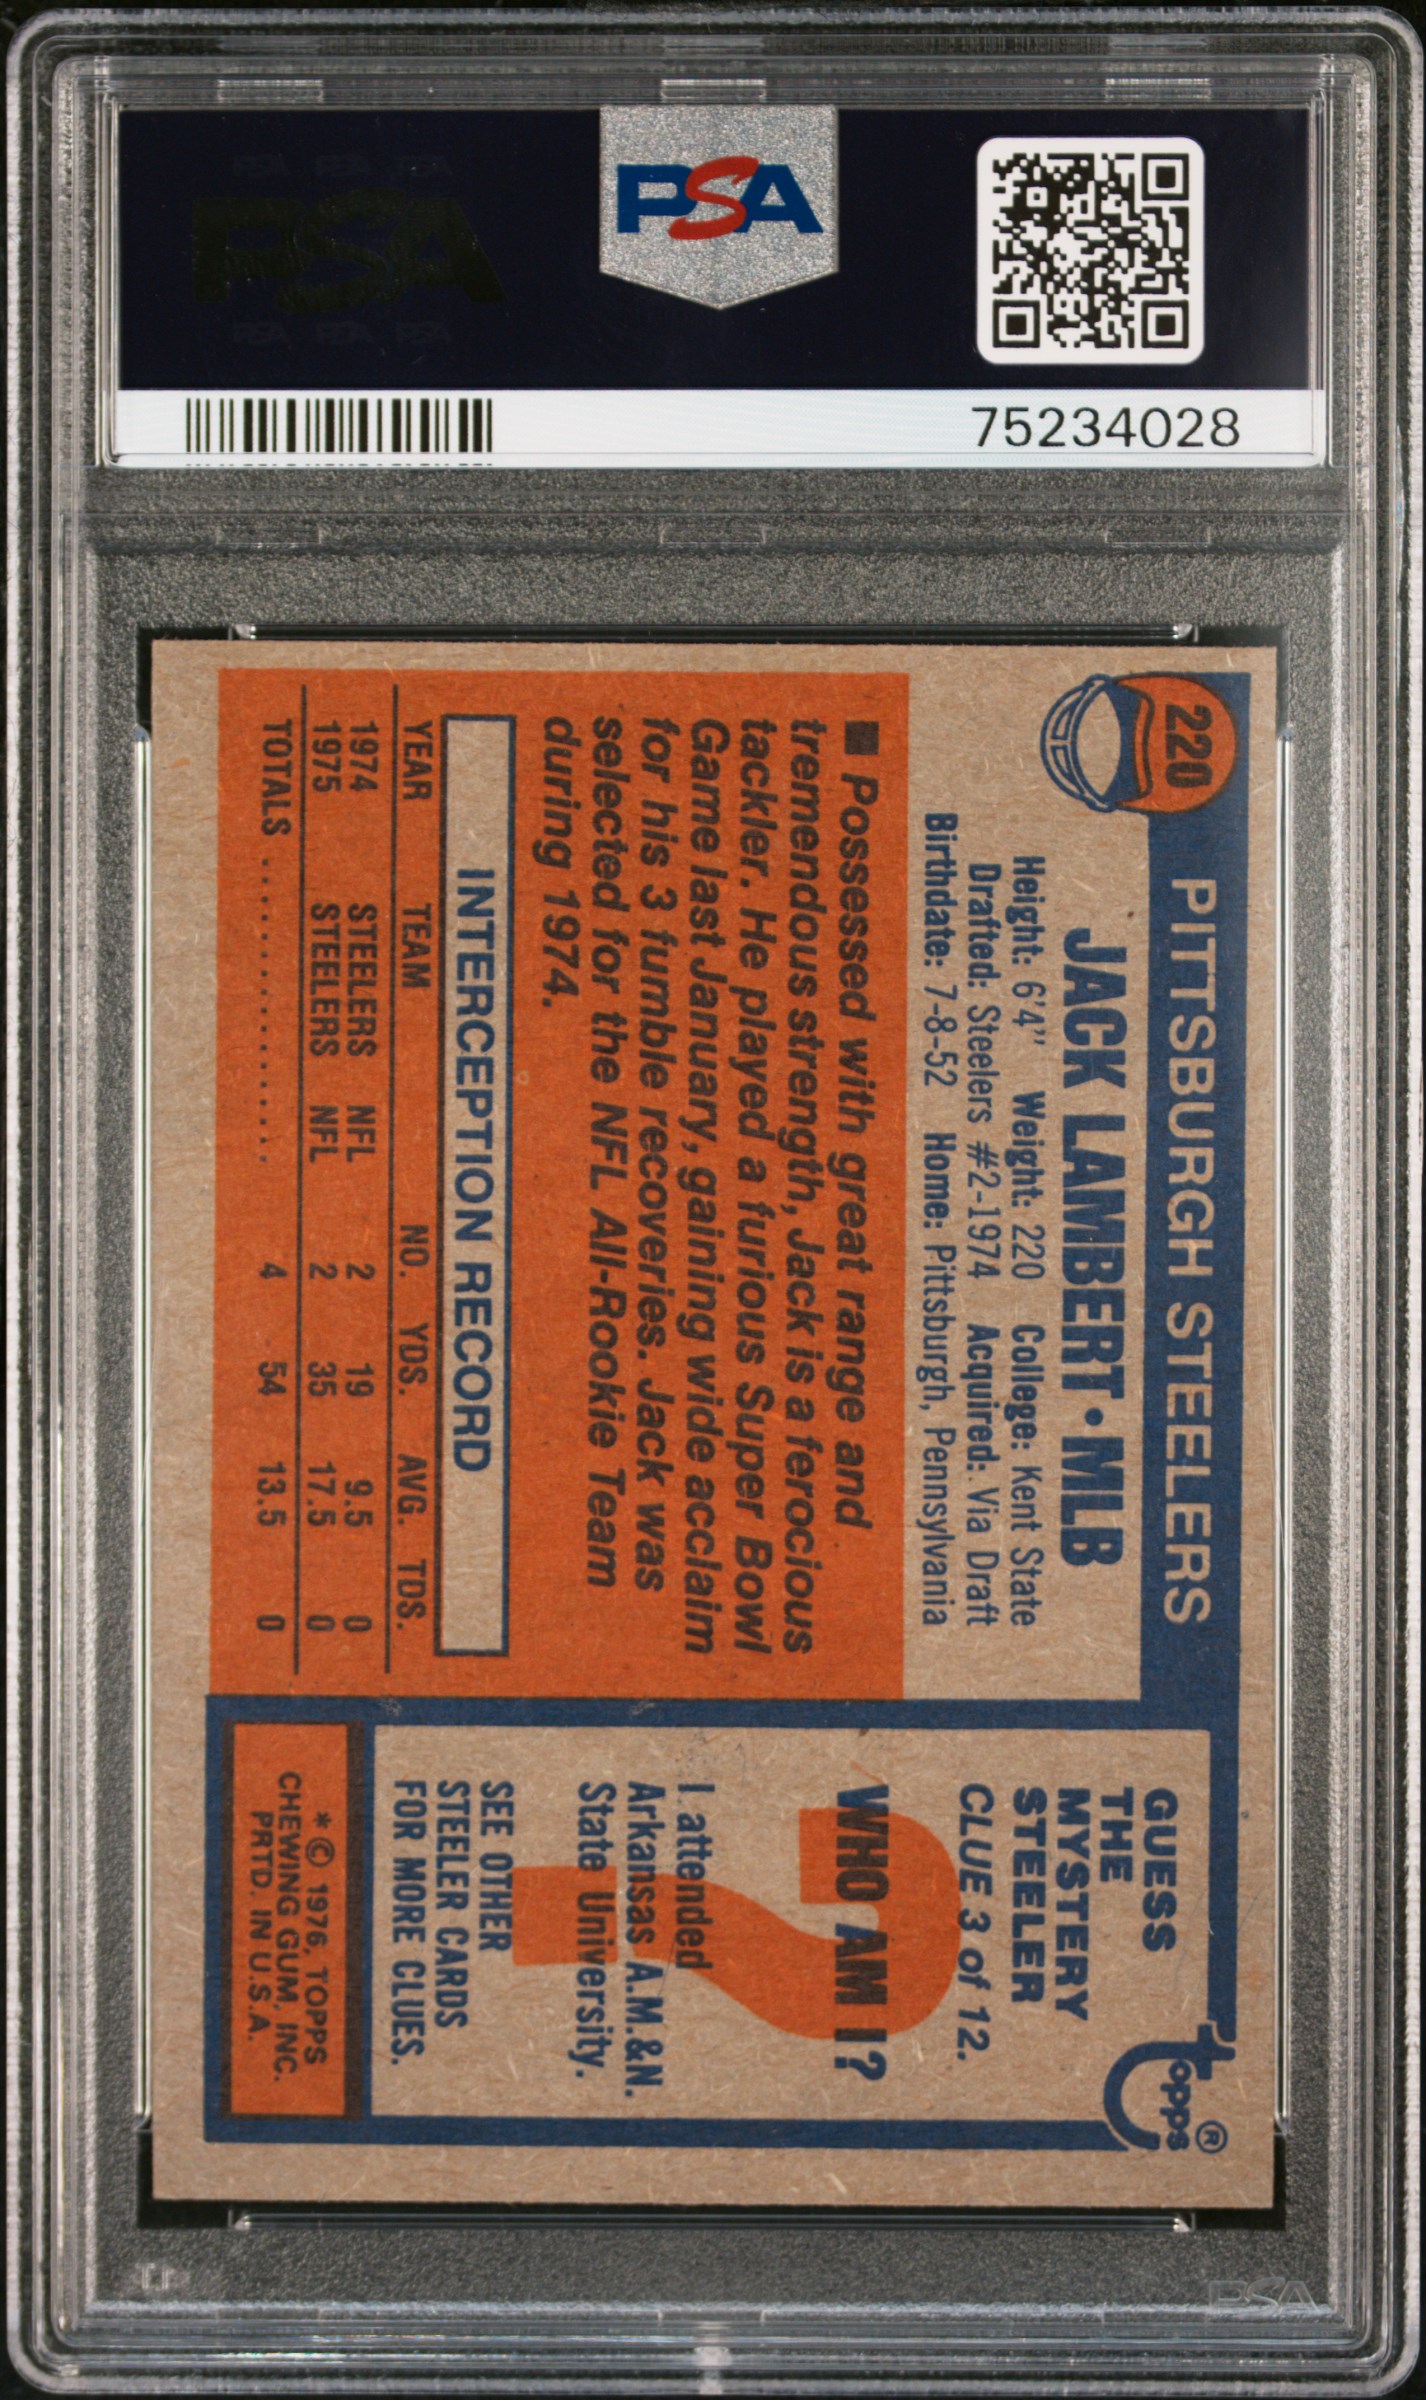 PSA
75234028
220
PITTSBURGH STEELERS
JACK LAMBERT • MLB
Height: 6'4" Weight: 220 College: Kent State
Drafted: Steelers #2-1974 Acquired: Via Draft
Birthdate: 7-8-52 Home: Pittsburgh, Pennsylvania
■ Possessed with great range and
tremendous strength, Jack is a ferocious
tackler. He played a furious Super Bowl
Game last January, gaining wide acclaim
for his 3 fumble recoveries. Jack was
selected for the NFL All-Rookie Team
during 1974.
INTERCEPTION RECORD
YEAR TEAM NO. YDS. AVG. TDS.
1974 STEELERS NFL 2 19 9.5 0
1975 STEELERS NFL 2 35 17.5 0
TOTALS .................. 4 54 13.5 0
Topps®
GUESS
THE
MYSTERY
STEELER
CLUE 3 of 12.
WHO AM I?
?
I attended
Arkansas A.M.&N.
State University.
SEE OTHER
STEELER CARDS
FOR MORE CLUES.
* © 1976, TOPPS
CHEWING GUM, INC.
PRTD. IN U.S.A.
PSA